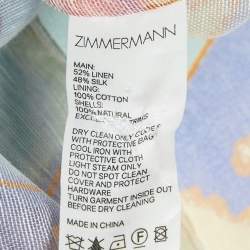 ZIMMERMANN
MAIN:
52% LINEN
48% SILK
LINING:
100% COTTON
SHELLS:
100% NATURAL
DRY CLEAN ONLY
WITH PROTECTIVE BAG
COOL IRON WITH
PROTECTIVE CLOTH
LIGHT STEAM ONLY
DO NOT SOAK SPOT CLEAN
COVER AND PROTECT
HARDWARE
TURN GARMENT INSIDE OUT
BEFORE DRY CLEANING
MADE IN CHINA